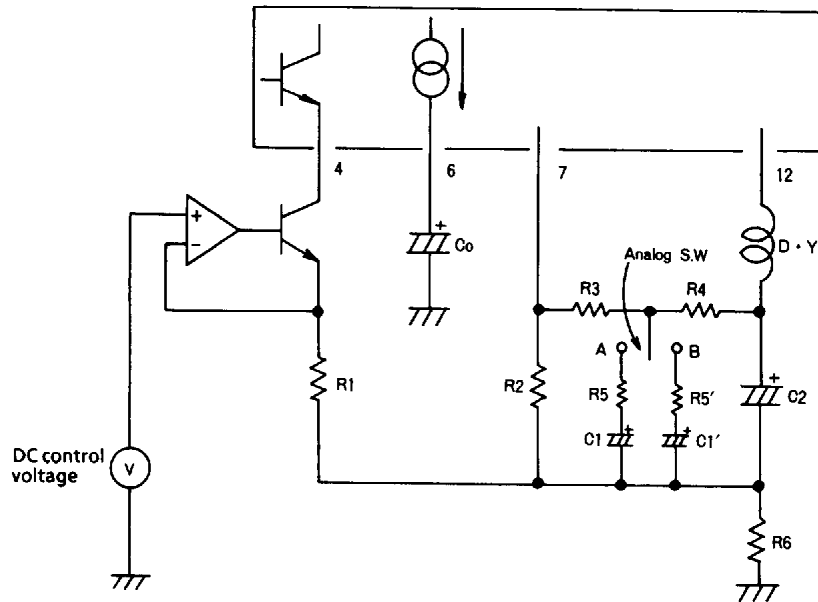 4
6
7
12
+
−
+
Co
D・Y
Analog S.W
R3
R4
A
B
R1
R2
R5
R5′
+
C2
+
C1
+
C1′
DC control
voltage
V
R6